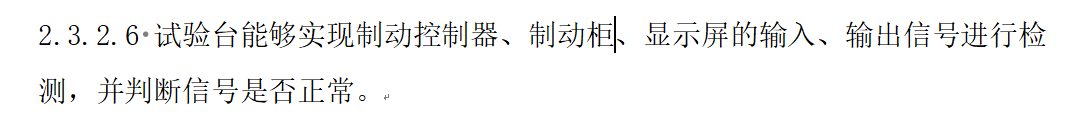 2.3.2.6 试验台能够实现制动控制器、制动柜、显示屏的输入、输出信号进行检
测，并判断信号是否正常。